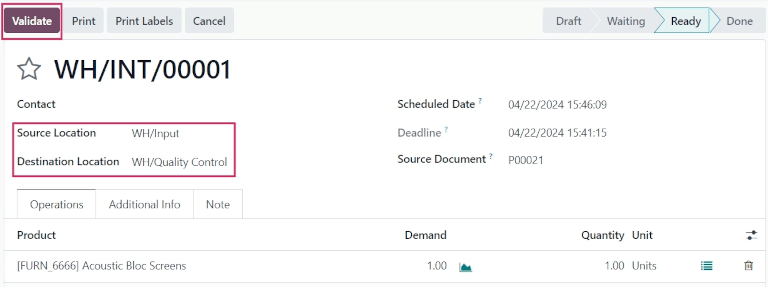 Validate Print Print Labels Cancel Draft Waiting Ready Done
WH/INT/00001
Contact Scheduled Date ? 04/22/2024 15:46:09
Source Location WH/Input Deadline ? 04/22/2024 15:41:15
Destination Location WH/Quality Control Source Document ? P00021
Operations Additional Info Note
Product Demand Quantity Unit
[FURN_6666] Acoustic Bloc Screens 1.00 1.00 Units